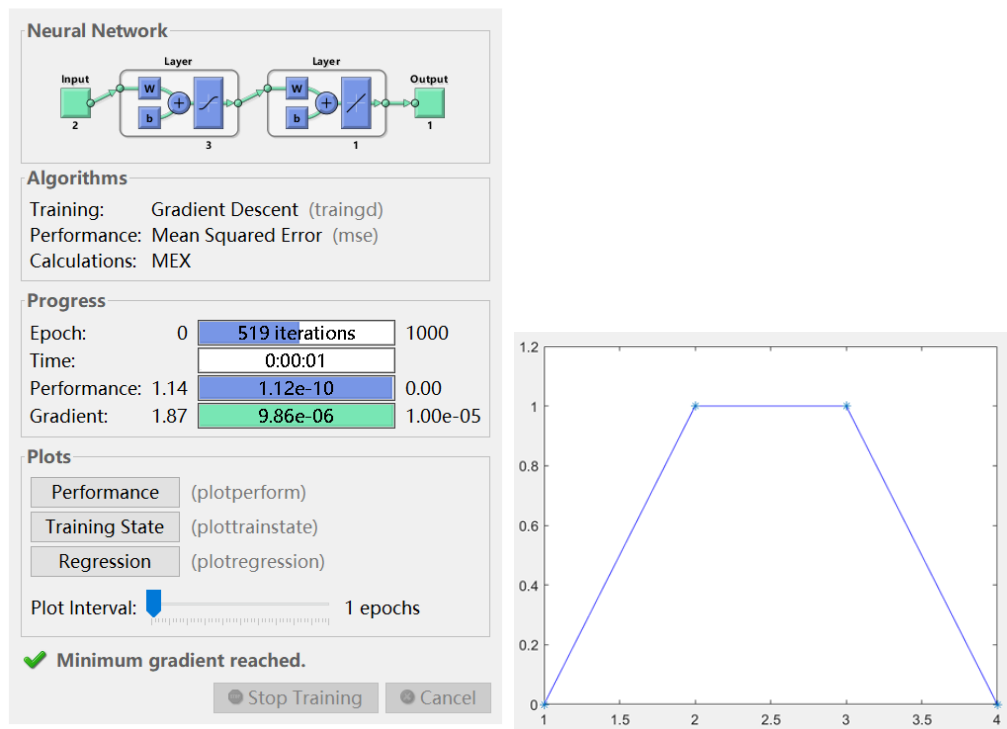 Neural Network
Layer Layer
Input Output
W W
b b
2 3 1 1
Algorithms
Training: Gradient Descent (traingd)
Performance: Mean Squared Error (mse)
Calculations: MEX
Progress
Epoch: 0 519 iterations 1000
Time: 0:00:01
Performance: 1.14 1.12e-10 0.00
Gradient: 1.87 9.86e-06 1.00e-05
Plots
Performance (plotperform)
Training State (plottrainstate)
Regression (plotregression)
Plot Interval: 1 epochs
Minimum gradient reached.
Stop Training Cancel
1.2
1
0.8
0.6
0.4
0.2
0
1 1.5 2 2.5 3 3.5 4